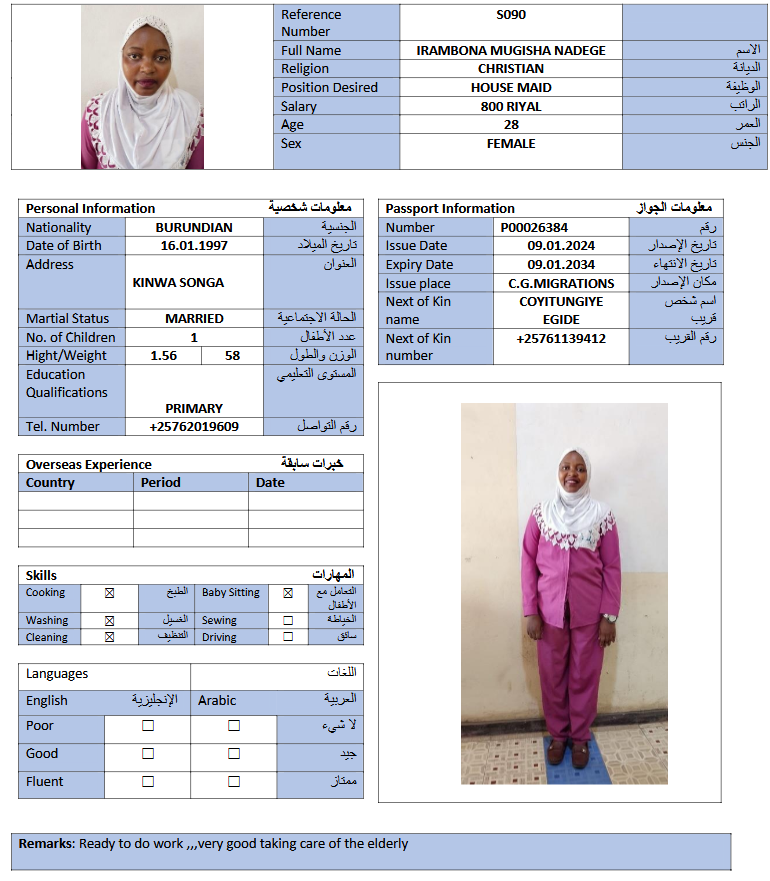 Reference Number S090
Full Name IRAMBONA MUGISHA NADEGE الاسم
Religion CHRISTIAN الديانة
Position Desired HOUSE MAID الوظيفة
Salary 800 RIYAL الراتب
Age 28 العمر
Sex FEMALE الجنس
Personal Information معلومات شخصية
Nationality BURUNDIAN الجنسية
Date of Birth 16.01.1997 تاريخ الميلاد
Address KINWA SONGA العنوان
Martial Status MARRIED الحالة الاجتماعية
No. of Children 1 عدد الأطفال
Hight/Weight 1.56 58 الوزن والطول
Education Qualifications PRIMARY المستوى التعليمي
Tel. Number +25762019609 رقم التواصل
Passport Information معلومات الجواز
Number P00026384 رقم
Issue Date 09.01.2024 تاريخ الإصدار
Expiry Date 09.01.2034 تاريخ الانتهاء
Issue place C.G.MIGRATIONS مكان الإصدار
Next of Kin name COYITUNGIYE EGIDE اسم شخص قريب
Next of Kin number +25761139412 رقم القريب
Overseas Experience خبرات سابقة
Country Period Date
Skills المهارات
Cooking ☒ الطبخ Baby Sitting ☒ التعامل مع الأطفال
Washing ☒ الغسيل Sewing ☐ الخياطة
Cleaning ☒ التنظيف Driving ☐ سائق
Languages اللغات
English الإنجليزية Arabic العربية
Poor ☐ ☐ لا شيء
Good ☐ ☐ جيد
Fluent ☐ ☐ ممتاز
Remarks: Ready to do work ,,,very good taking care of the elderly